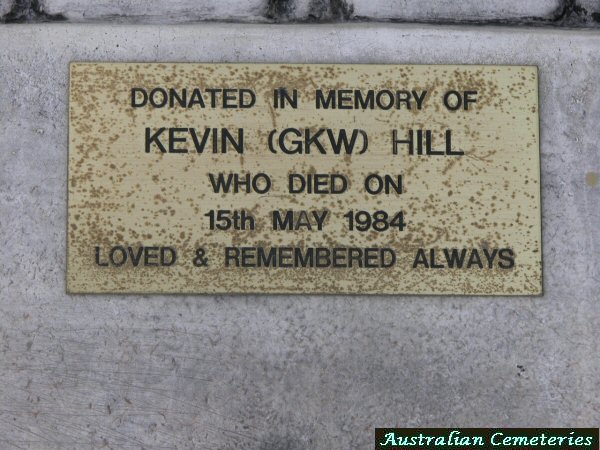 DONATED IN MEMORY OF
KEVIN (GKW) HILL
WHO DIED ON
15th MAY 1984
LOVED & REMEMBERED ALWAYS
Australian Cemeteries